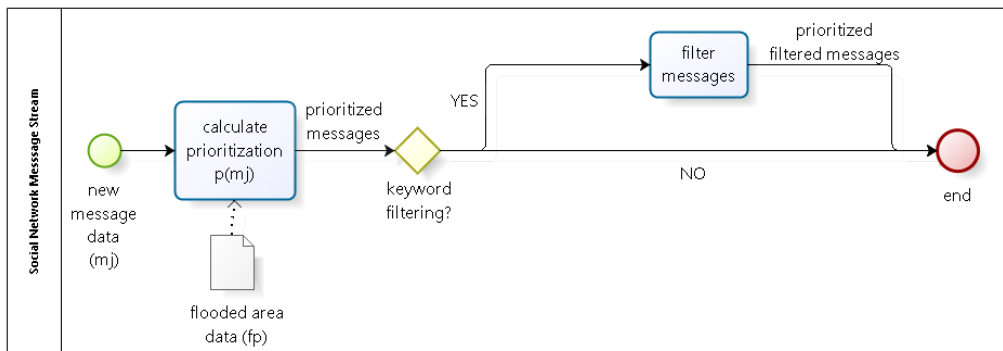 Social Network Messsage Stream
new
message
data
(mj)
calculate
prioritization
p(mj)
flooded area
data (fp)
prioritized
messages
keyword
filtering?
YES
NO
filter
messages
prioritized
filtered messages
end